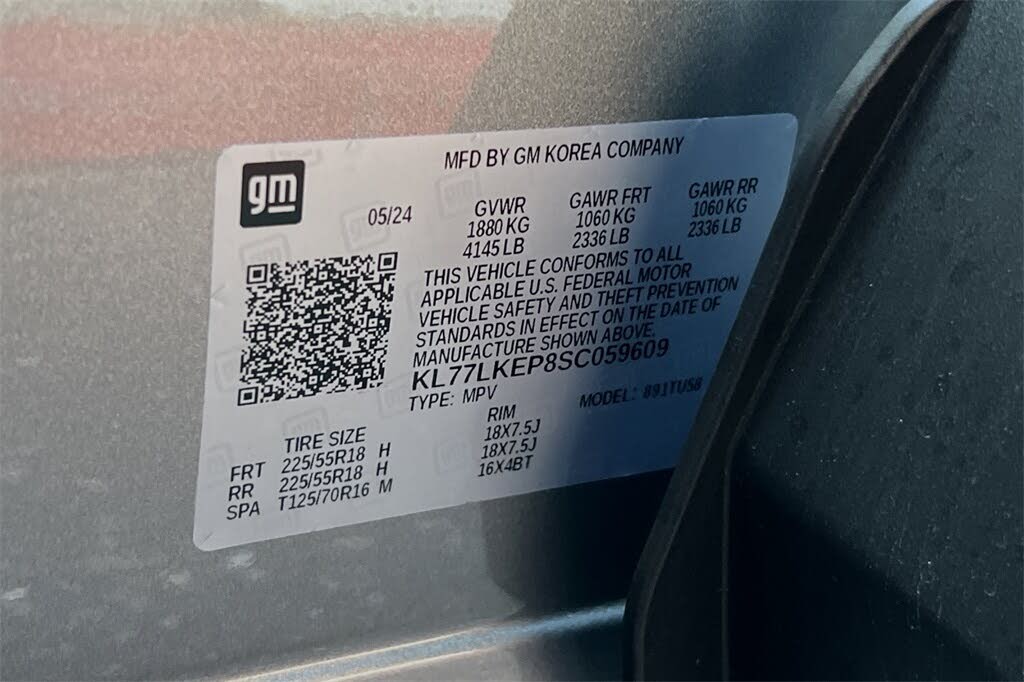 gm
MFD BY GM KOREA COMPANY
05/24
GVWR GAWR FRT GAWR RR
1880 KG 1060 KG 1060 KG
4145 LB 2336 LB 2336 LB
THIS VEHICLE CONFORMS TO ALL
APPLICABLE U.S. FEDERAL MOTOR
VEHICLE SAFETY AND THEFT PREVENTION
STANDARDS IN EFFECT ON THE DATE OF
MANUFACTURE SHOWN ABOVE.
KL77LKEP8SC059609
TYPE: MPV MODEL: 891TUS8
TIRE SIZE RIM
FRT 225/55R18 H 18X7.5J
RR 225/55R18 H 18X7.5J
SPA T125/70R16 M 16X4BT